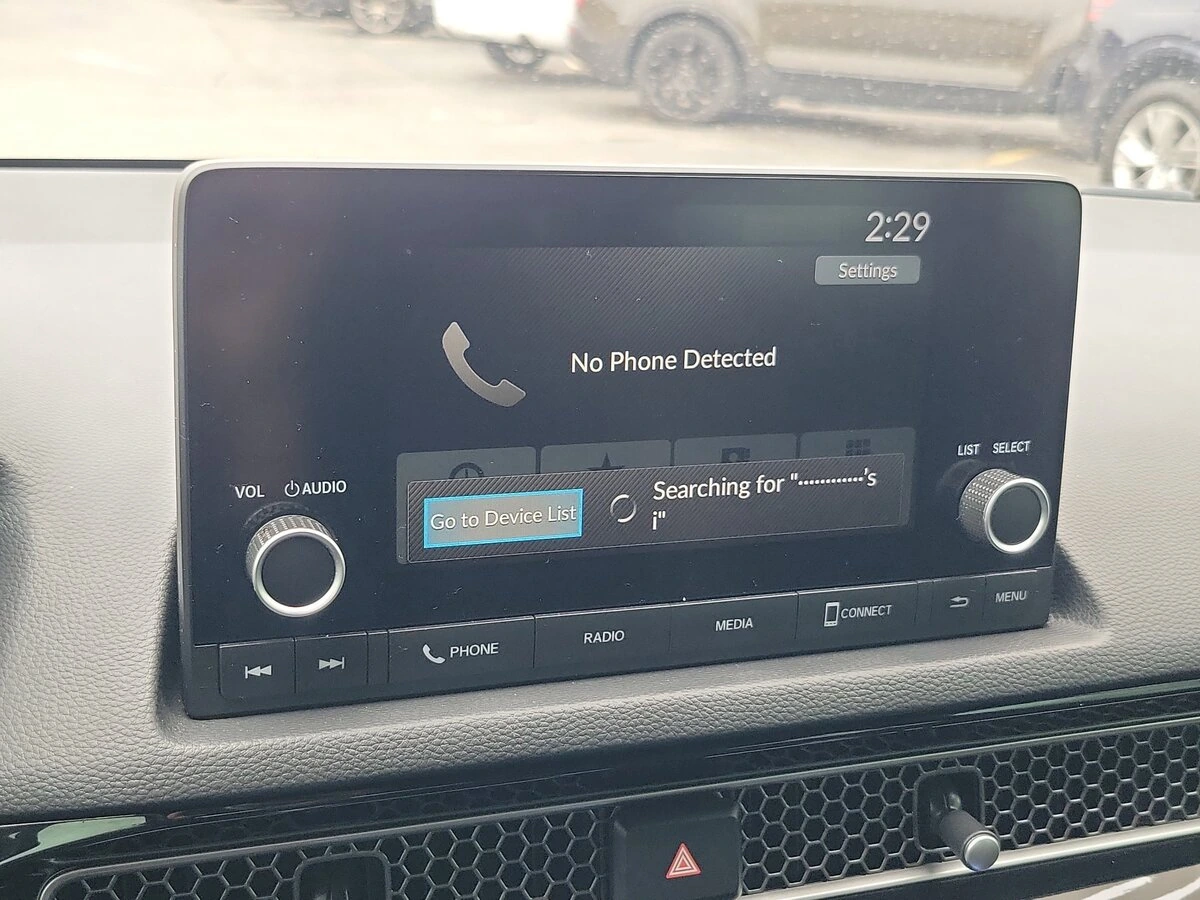 2:29
Settings
No Phone Detected
LIST SELECT
VOL AUDIO
Go to Device List
Searching for "............'s
i"
PHONE
RADIO
MEDIA
CONNECT
MENU